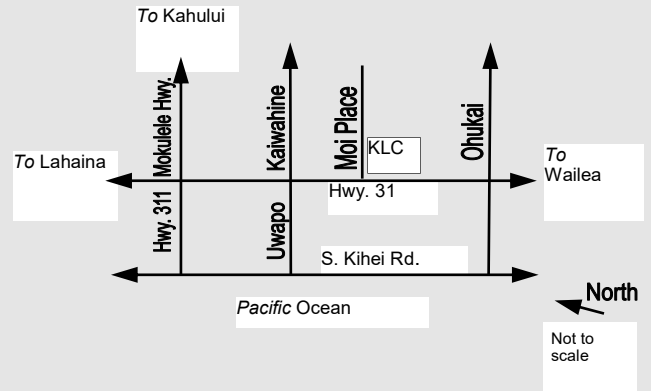 To Kahului
Hwy. 311 Mokulele Hwy.
Kaiwahine
Uwapo
Moi Place
KLC
Ohukai
To Lahaina
To
Wailea
Hwy. 31
S. Kihei Rd.
Pacific Ocean
North
Not to
scale